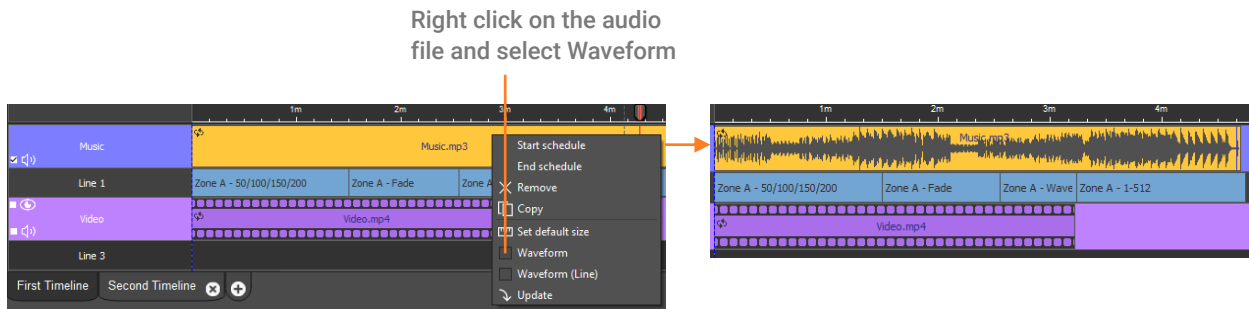 Right click on the audio
file and select Waveform
1m 2m 3m 4m
Music
Music.mp3
Line 1
Zone A - 50/100/150/200
Zone A - Fade
Zone A
Video
Video.mp4
Line 3
First Timeline
Second Timeline
Start schedule
End schedule
Remove
Copy
Set default size
Waveform
Waveform (Line)
Update
1m 2m 3m 4m
Music.mp3
Zone A - 50/100/150/200
Zone A - Fade
Zone A - Wave
Zone A - 1-512
Video.mp4